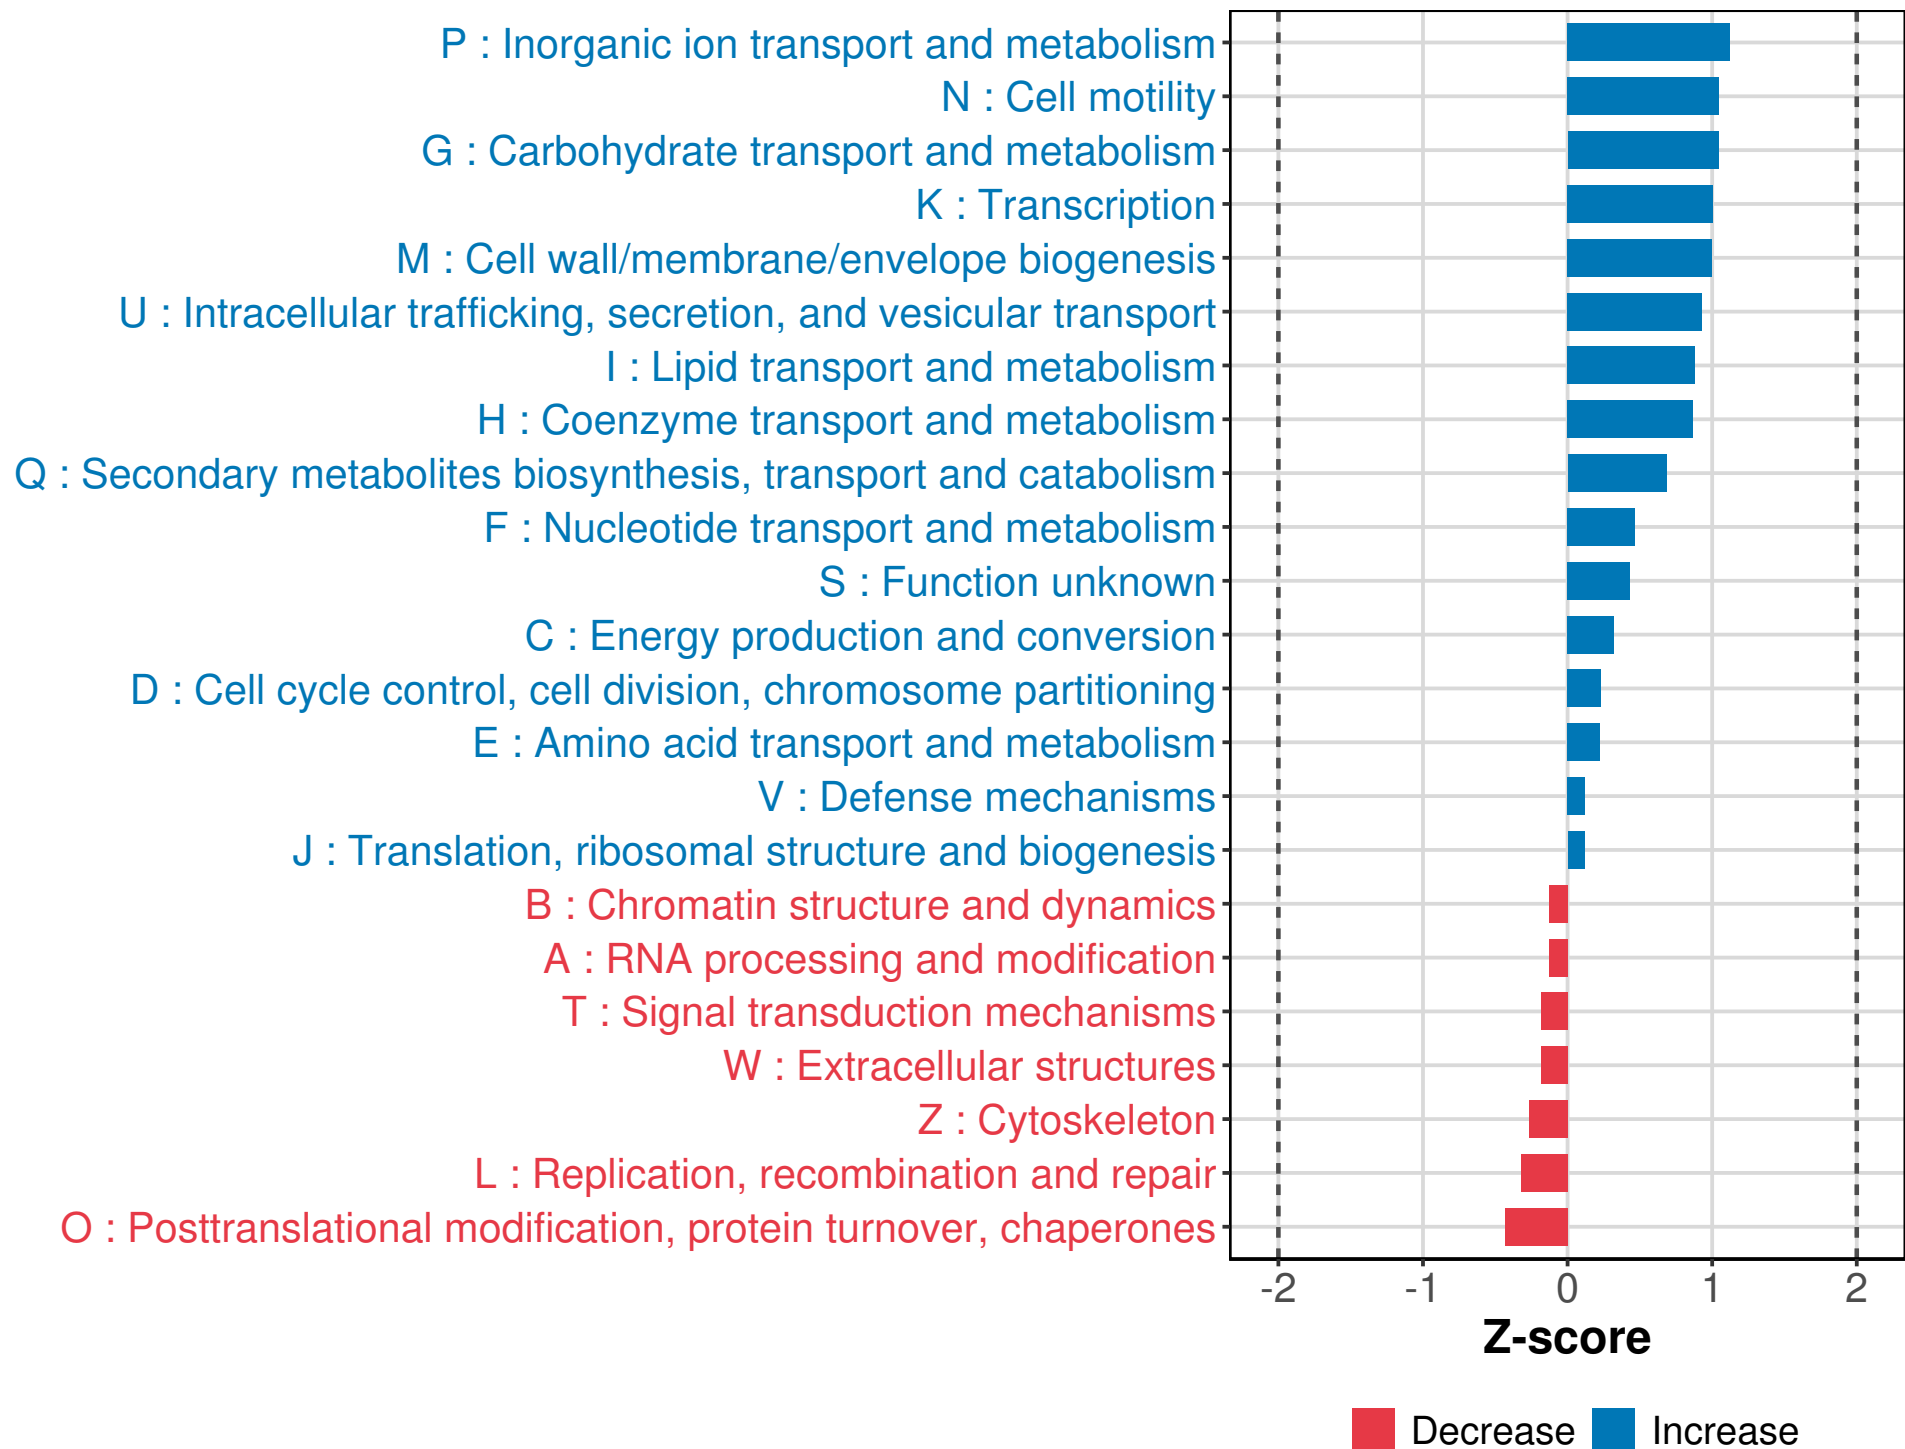 P : Inorganic ion transport and metabolism
N : Cell motility
G : Carbohydrate transport and metabolism
K : Transcription
M : Cell wall/membrane/envelope biogenesis
U : Intracellular trafficking, secretion, and vesicular transport
I : Lipid transport and metabolism
H : Coenzyme transport and metabolism
Q : Secondary metabolites biosynthesis, transport and catabolism
F : Nucleotide transport and metabolism
S : Function unknown
C : Energy production and conversion
D : Cell cycle control, cell division, chromosome partitioning
E : Amino acid transport and metabolism
V : Defense mechanisms
J : Translation, ribosomal structure and biogenesis
B : Chromatin structure and dynamics
A : RNA processing and modification
T : Signal transduction mechanisms
W : Extracellular structures
Z : Cytoskeleton
L : Replication, recombination and repair
O : Posttranslational modification, protein turnover, chaperones
-2 -1 0 1 2
Z-score
Decrease Increase